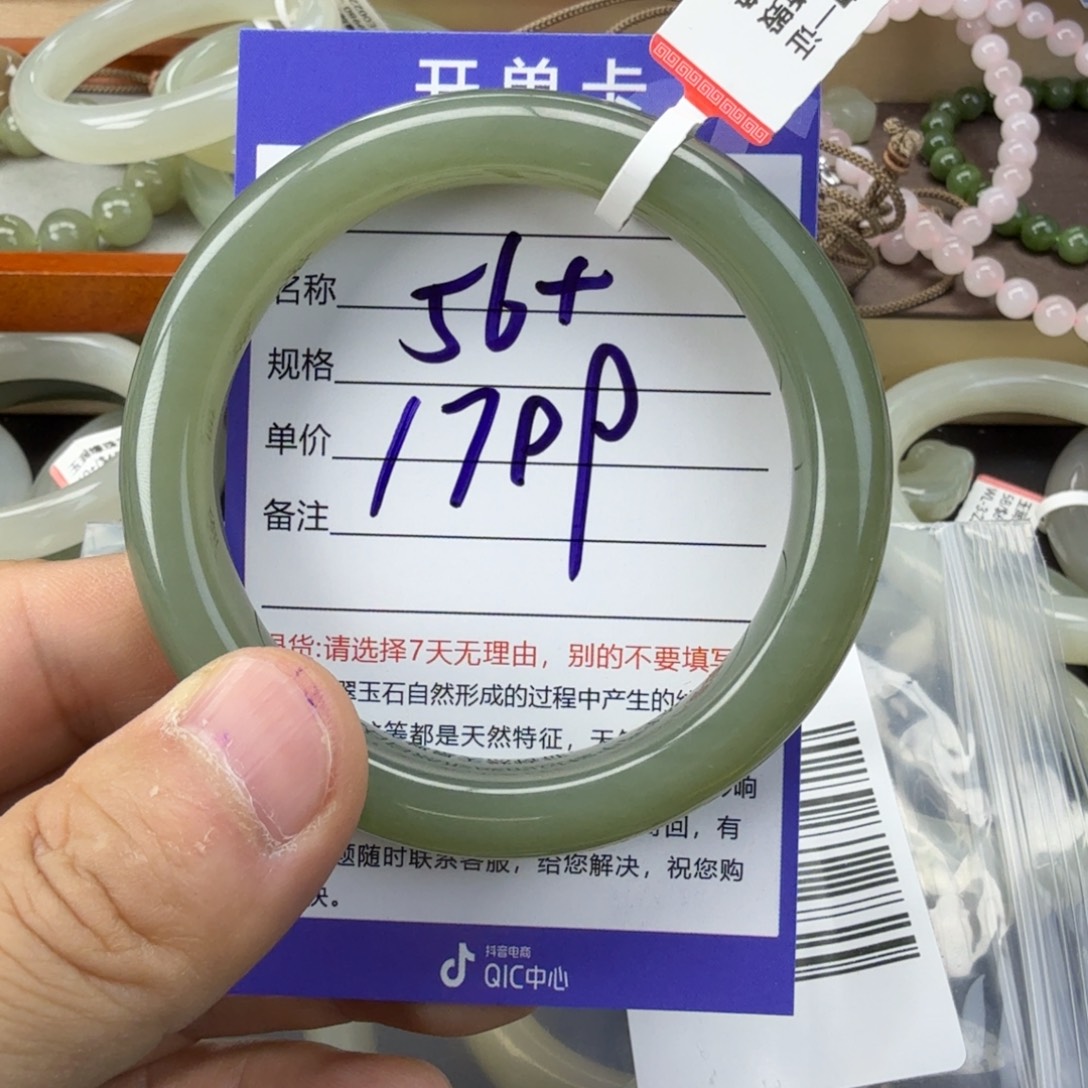 开单卡
名称 56+
规格
单价 17pp
备注
退货:请选择7天无理由，别的不要填写
翠玉石自然形成的过程中产生的
等都是天然特征，天
响
回，有
题随时联系客服，给您解决，祝您购
快。
抖音电商
QIC中心